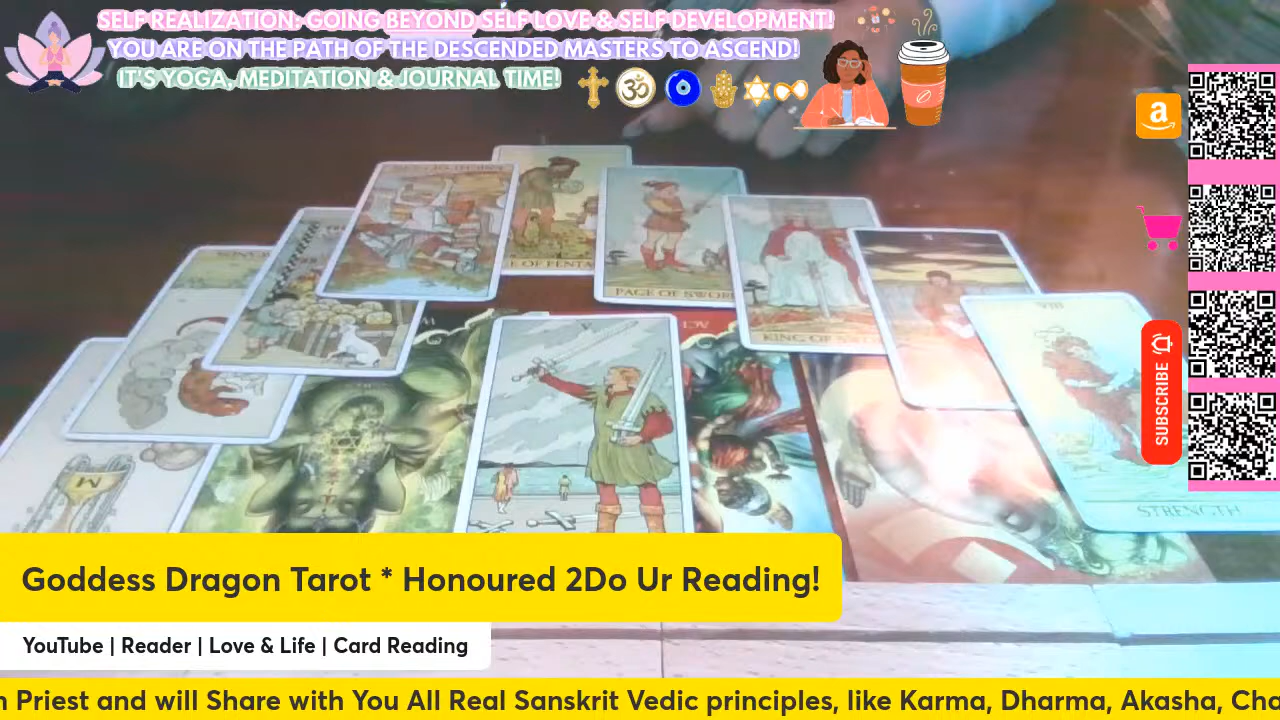 SELF REALIZATION: GOING BEYOND SELF LOVE & SELF DEVELOPMENT!
YOU ARE ON THE PATH OF THE DESCENDED MASTERS TO ASCEND!
IT'S YOGA, MEDITATION & JOURNAL TIME!
ॐ
a
PAGE OF SWOR
KING OF SW
V
VIII
STRENGTH
SUBSCRIBE
Goddess Dragon Tarot * Honoured 2Do Ur Reading!
YouTube | Reader | Love & Life | Card Reading
n Priest and will Share with You All Real Sanskrit Vedic principles, like Karma, Dharma, Akasha, Cha